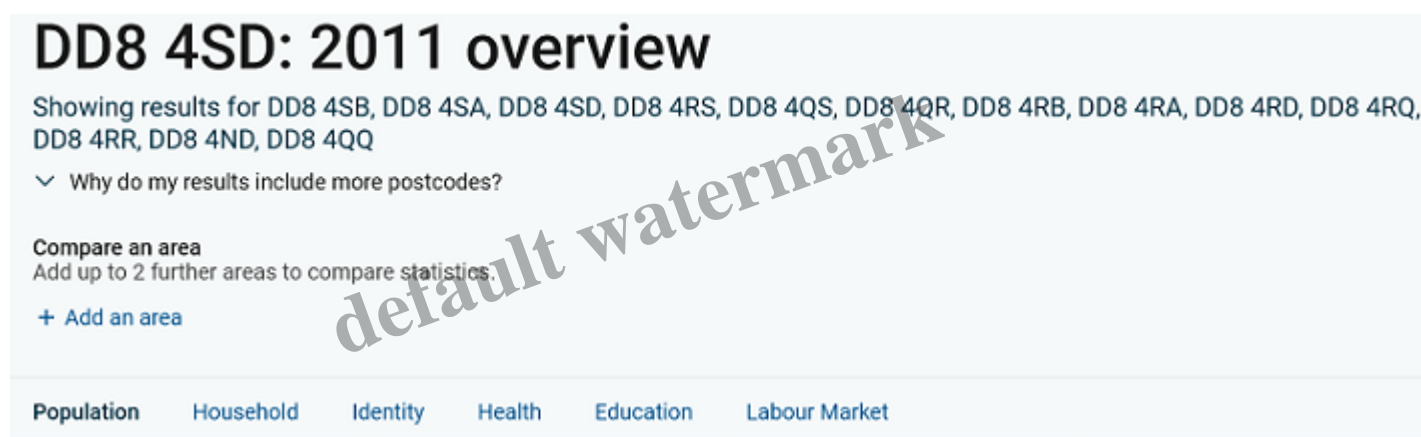 DD8 4SD: 2011 overview
Showing results for DD8 4SB, DD8 4SA, DD8 4SD, DD8 4RS, DD8 4QS, DD8 4QR, DD8 4RB, DD8 4RA, DD8 4RD, DD8 4RQ,
DD8 4RR, DD8 4ND, DD8 4QQ
Why do my results include more postcodes?
Compare an area
Add up to 2 further areas to compare statistics.
+ Add an area
default watermark
Population Household Identity Health Education Labour Market